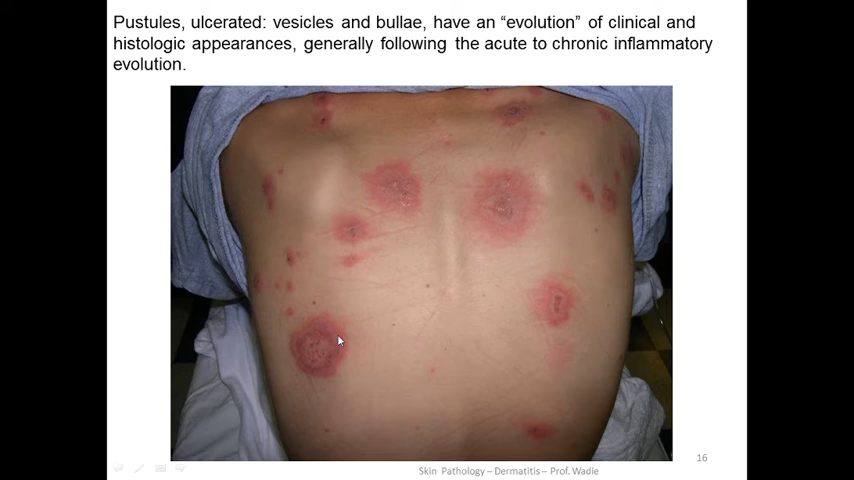 Pustules, ulcerated: vesicles and bullae, have an “evolution” of clinical and
histologic appearances, generally following the acute to chronic inflammatory
evolution.
16
Skin Pathology – Dermatitis – Prof. Wadie